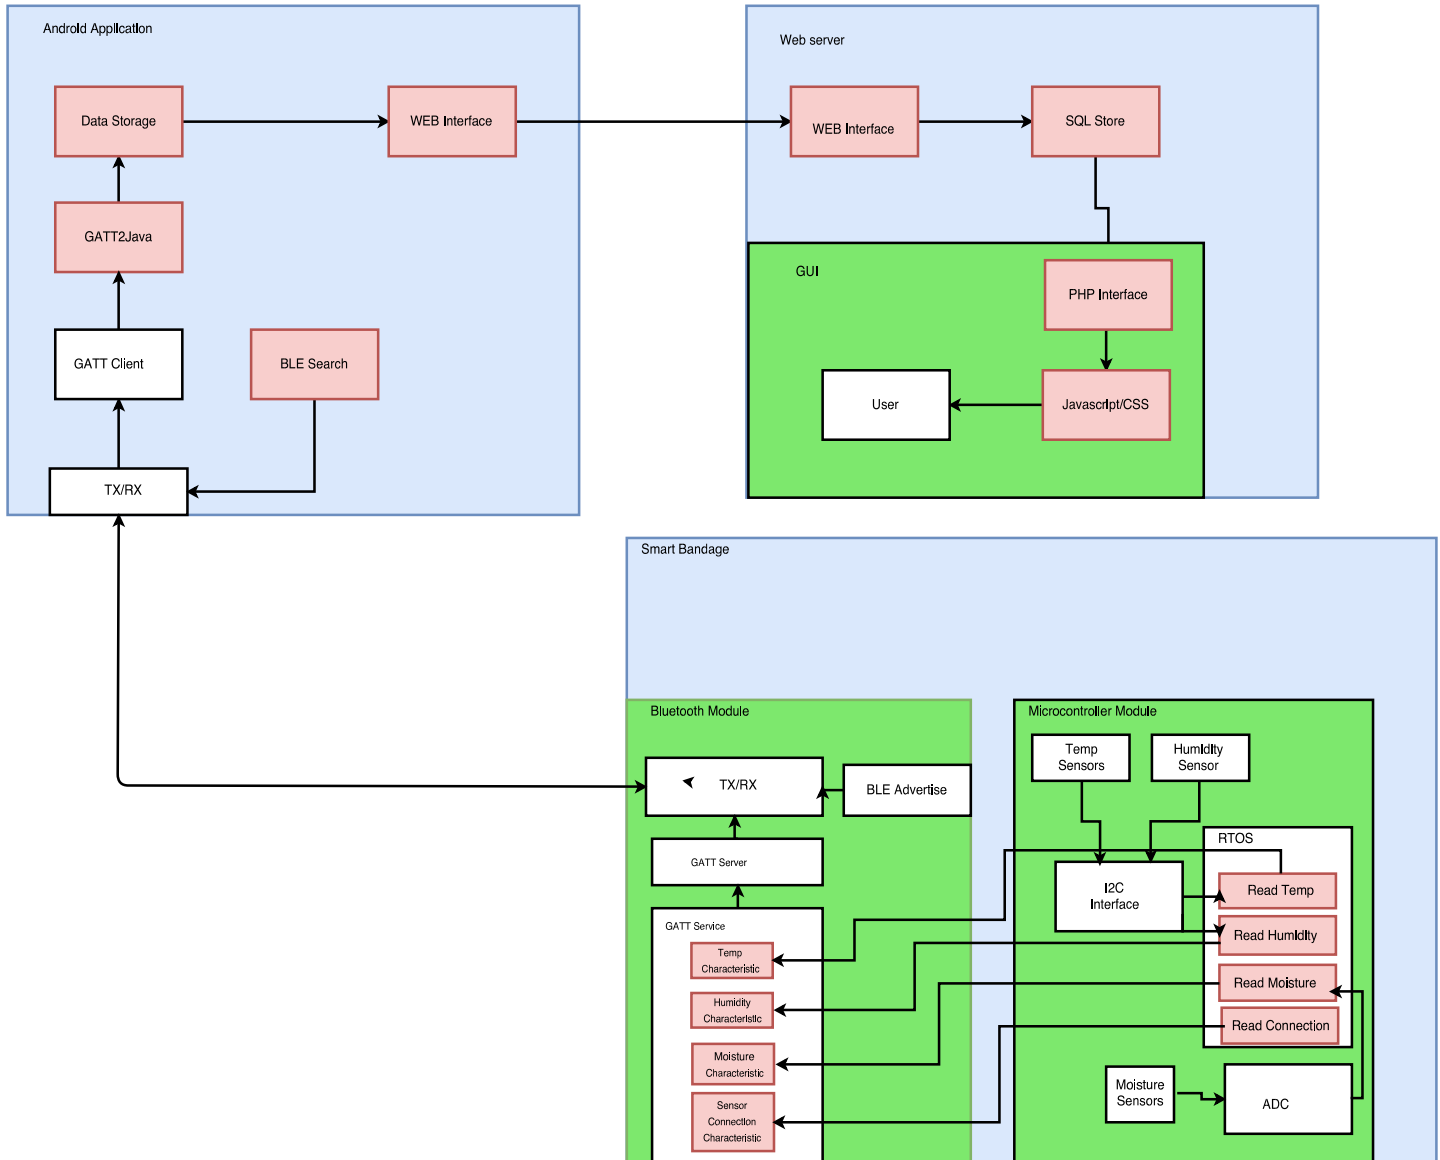 Android Application
Data Storage
WEB Interface
GATT2Java
GATT Client
BLE Search
TX/RX
Web server
WEB Interface
SQL Store
GUI
PHP Interface
User
Javascript/CSS
Smart Bandage
Bluetooth Module
TX/RX
BLE Advertise
GATT Server
GATT Service
Temp
Characteristic
Humidity
Characteristic
Moisture
Characteristic
Sensor
Connection
Characteristic
Microcontroller Module
Temp
Sensors
Humidity
Sensor
RTOS
I2C
Interface
Read Temp
Read Humidity
Read Moisture
Read Connection
Moisture
Sensors
ADC